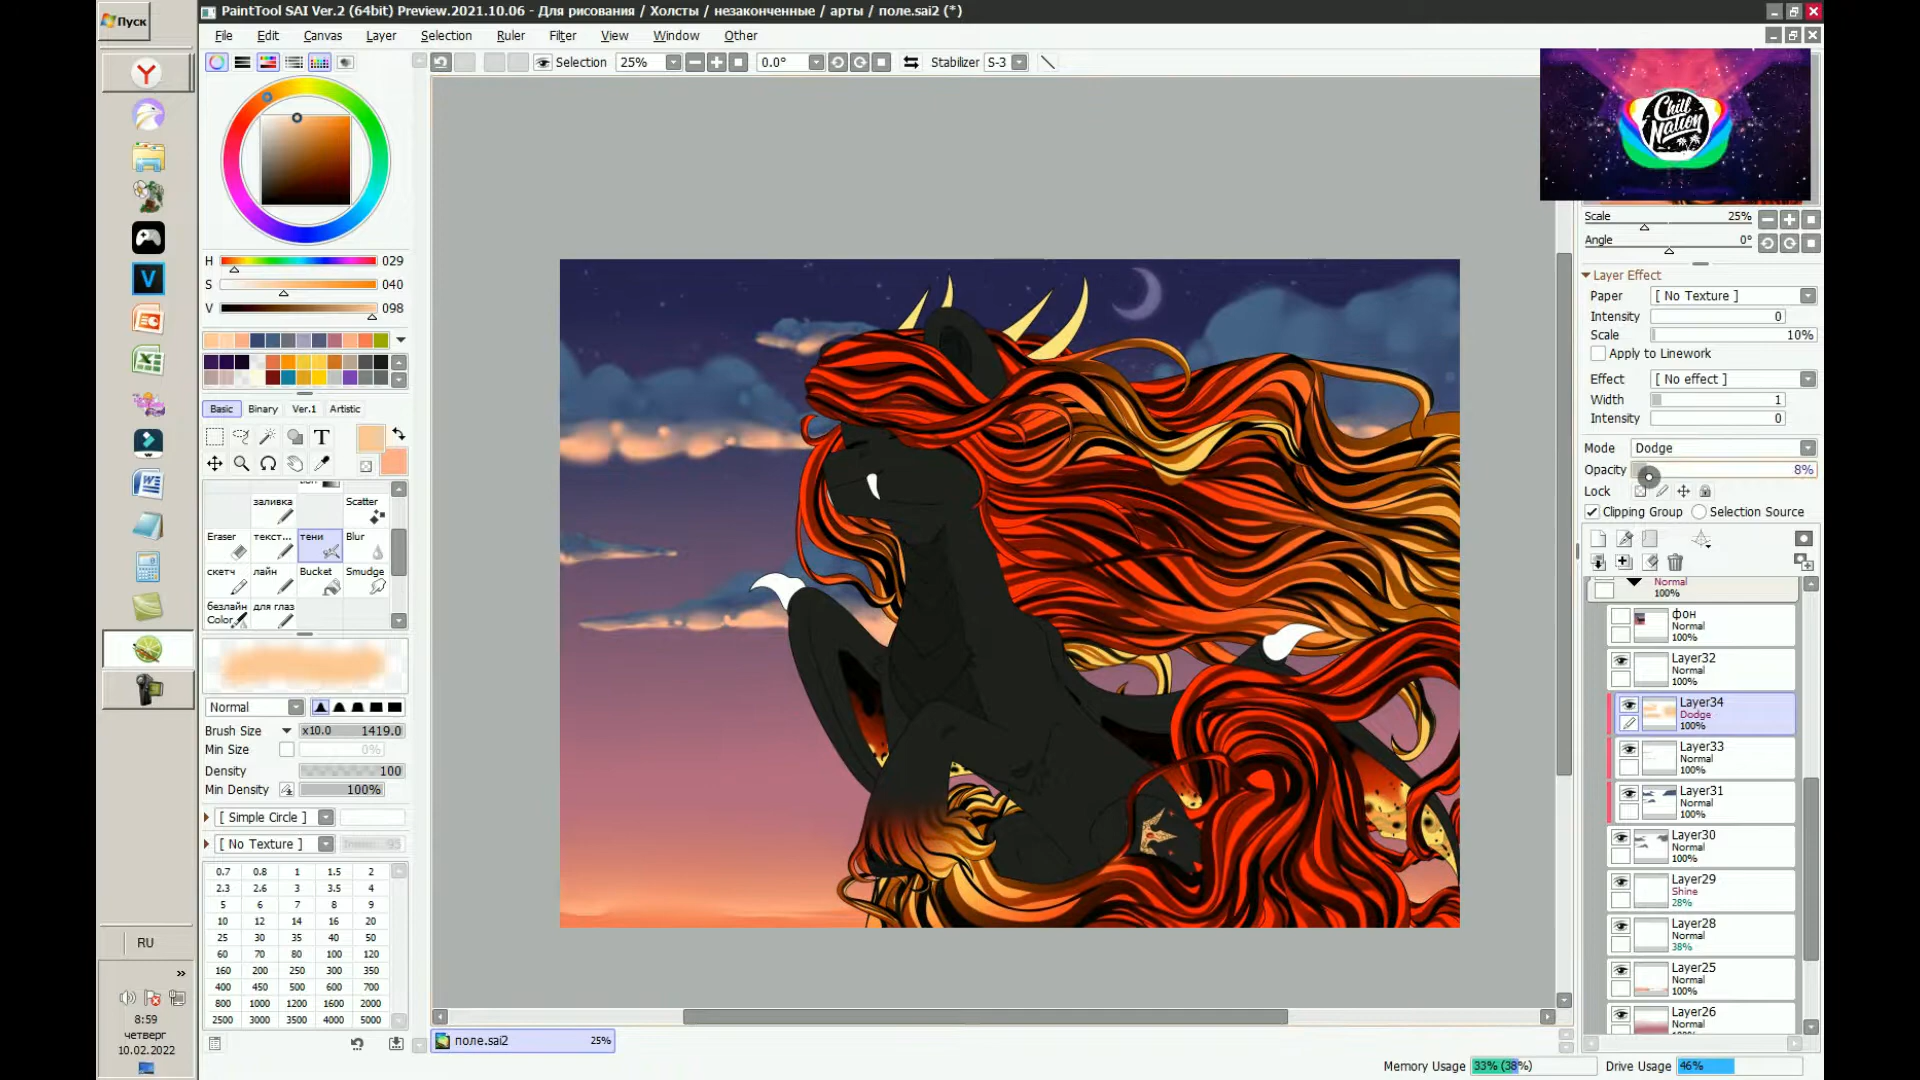 Пуск
PaintTool SAI Ver.2 (64bit) Preview.2021.10.06 - Для рисования / Холсты / незаконченные / арты / поле.sai2 (*)
File Edit Canvas Layer Selection Ruler Filter View Window Other
Selection 25% 0.0° Stabilizer S-3
Chill Nation
H 029
S 040
V 098
Basic Binary Ver.1 Artistic
T
заливка Scatter
Eraser текст... тени Blur
скетч лайн Bucket Smudge
безлайн для глаз
Color...
Normal
Brush Size x10.0 1419.0
Min Size 0%
Density 100
Min Density 100%
[ Simple Circle ]
[ No Texture ] 95
0.7 0.8 1 1.5 2
2.3 2.6 3 3.5 4
5 6 7 8 9
10 12 14 16 20
25 30 35 40 50
60 70 80 100 120
160 200 250 300 350
400 450 500 600 700
800 1000 1200 1600 2000
2500 3000 3500 4000 5000
Scale 25%
Angle 0°
Layer Effect
Paper [ No Texture ]
Intensity 0
Scale 10%
Apply to Linework
Effect [ No effect ]
Width 1
Intensity 0
Mode Dodge
Opacity 8%
Lock
Clipping Group Selection Source
Normal
100%
фон
Normal
100%
Layer32
Normal
100%
Layer34
Dodge
100%
Layer33
Normal
100%
Layer31
Normal
100%
Layer30
Normal
100%
Layer29
Shine
28%
Layer28
Normal
38%
Layer25
Normal
100%
Layer26
Normal
RU
8:59
четверг
10.02.2022
поле.sai2 25%
Memory Usage 33% (38%) Drive Usage 46%